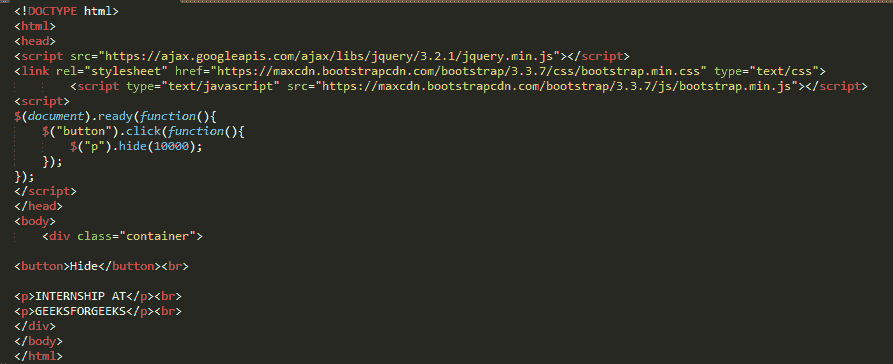 <!DOCTYPE html>
<html>
<head>
<script src="https://ajax.googleapis.com/ajax/libs/jquery/3.2.1/jquery.min.js"></script>
<link rel="stylesheet" href="https://maxcdn.bootstrapcdn.com/bootstrap/3.3.7/css/bootstrap.min.css" type="text/css">
        <script type="text/javascript" src="https://maxcdn.bootstrapcdn.com/bootstrap/3.3.7/js/bootstrap.min.js"></script>
<script>
$(document).ready(function(){
    $("button").click(function(){
        $("p").hide(10000);
    });
});
</script>
</head>
<body>
    <div class="container">
<button>Hide</button><br>
<p>INTERNSHIP AT</p><br>
<p>GEEKSFORGEEKS</p><br>
</div>
</body>
</html>